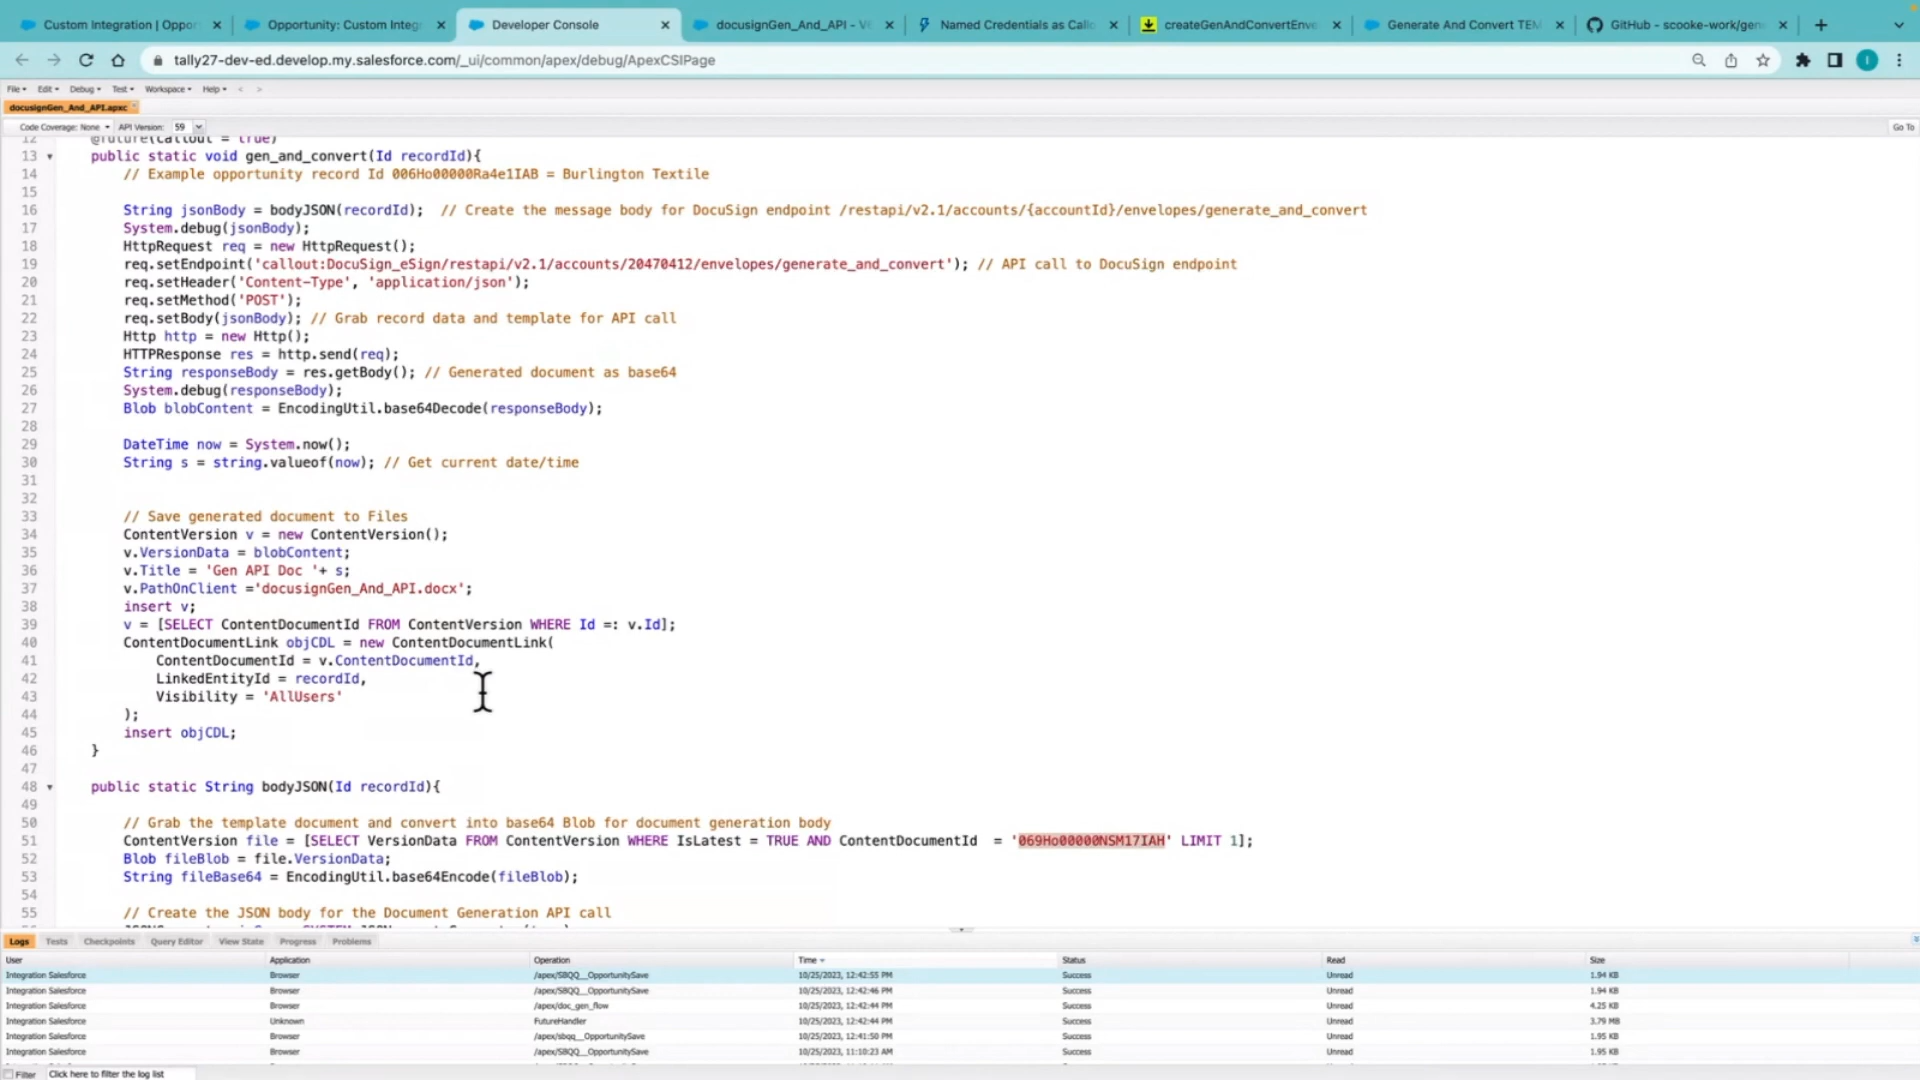 Custom Integration | Oppor
Opportunity: Custom Integ
Developer Console
docusignGen_And_API - V
Named Credentials as Callo
createGenAndConvertEnve
Generate And Convert TEM
GitHub - scooke-work/gen
tally27-dev-ed.develop.my.salesforce.com/_ui/common/apex/debug/ApexCSIPage
File Edit Debug Test Workspace Help < >
docusignGen_And_API.apxc
Code Coverage: None API Version: 59 Go To
12 @future(callout = true)
13 public static void gen_and_convert(Id recordId){
14 // Example opportunity record Id 006Ho00000Ra4e1IAB = Burlington Textile
15
16 String jsonBody = bodyJSON(recordId); // Create the message body for DocuSign endpoint /restapi/v2.1/accounts/{accountId}/envelopes/generate_and_convert
17 System.debug(jsonBody);
18 HttpRequest req = new HttpRequest();
19 req.setEndpoint('callout:DocuSign_eSign/restapi/v2.1/accounts/20470412/envelopes/generate_and_convert'); // API call to DocuSign endpoint
20 req.setHeader('Content-Type', 'application/json');
21 req.setMethod('POST');
22 req.setBody(jsonBody); // Grab record data and template for API call
23 Http http = new Http();
24 HTTPResponse res = http.send(req);
25 String responseBody = res.getBody(); // Generated document as base64
26 System.debug(responseBody);
27 Blob blobContent = EncodingUtil.base64Decode(responseBody);
28
29 DateTime now = System.now();
30 String s = string.valueof(now); // Get current date/time
31
32
33 // Save generated document to Files
34 ContentVersion v = new ContentVersion();
35 v.VersionData = blobContent;
36 v.Title = 'Gen API Doc '+ s;
37 v.PathOnClient ='docusignGen_And_API.docx';
38 insert v;
39 v = [SELECT ContentDocumentId FROM ContentVersion WHERE Id =: v.Id];
40 ContentDocumentLink objCDL = new ContentDocumentLink(
41 ContentDocumentId = v.ContentDocumentId,
42 LinkedEntityId = recordId,
43 Visibility = 'AllUsers'
44 );
45 insert objCDL;
46 }
47
48 public static String bodyJSON(Id recordId){
49
50 // Grab the template document and convert into base64 Blob for document generation body
51 ContentVersion file = [SELECT VersionData FROM ContentVersion WHERE IsLatest = TRUE AND ContentDocumentId = '069Ho00000NSM17IAH' LIMIT 1];
52 Blob fileBlob = file.VersionData;
53 String fileBase64 = EncodingUtil.base64Encode(fileBlob);
54
55 // Create the JSON body for the Document Generation API call
Logs Tests Checkpoints Query Editor View State Progress Problems
User Application Operation Time Status Read Size
Integration Salesforce Browser /apex/SBQQ__OpportunitySave 10/25/2023, 12:42:55 PM Success Unread 1.94 KB
Integration Salesforce Browser /apex/SBQQ__OpportunitySave 10/25/2023, 12:42:46 PM Success Unread 1.94 KB
Integration Salesforce Browser /apex/doc_gen_flow 10/25/2023, 12:42:44 PM Success Unread 4.25 KB
Integration Salesforce Unknown FutureHandler 10/25/2023, 12:42:44 PM Success Unread 3.79 MB
Integration Salesforce Browser /apex/sbqq__OpportunitySave 10/25/2023, 12:41:50 PM Success Unread 1.95 KB
Integration Salesforce Browser /apex/SBQQ__OpportunitySave 10/25/2023, 11:10:23 AM Success Unread 1.95 KB
Filter Click here to filter the log list